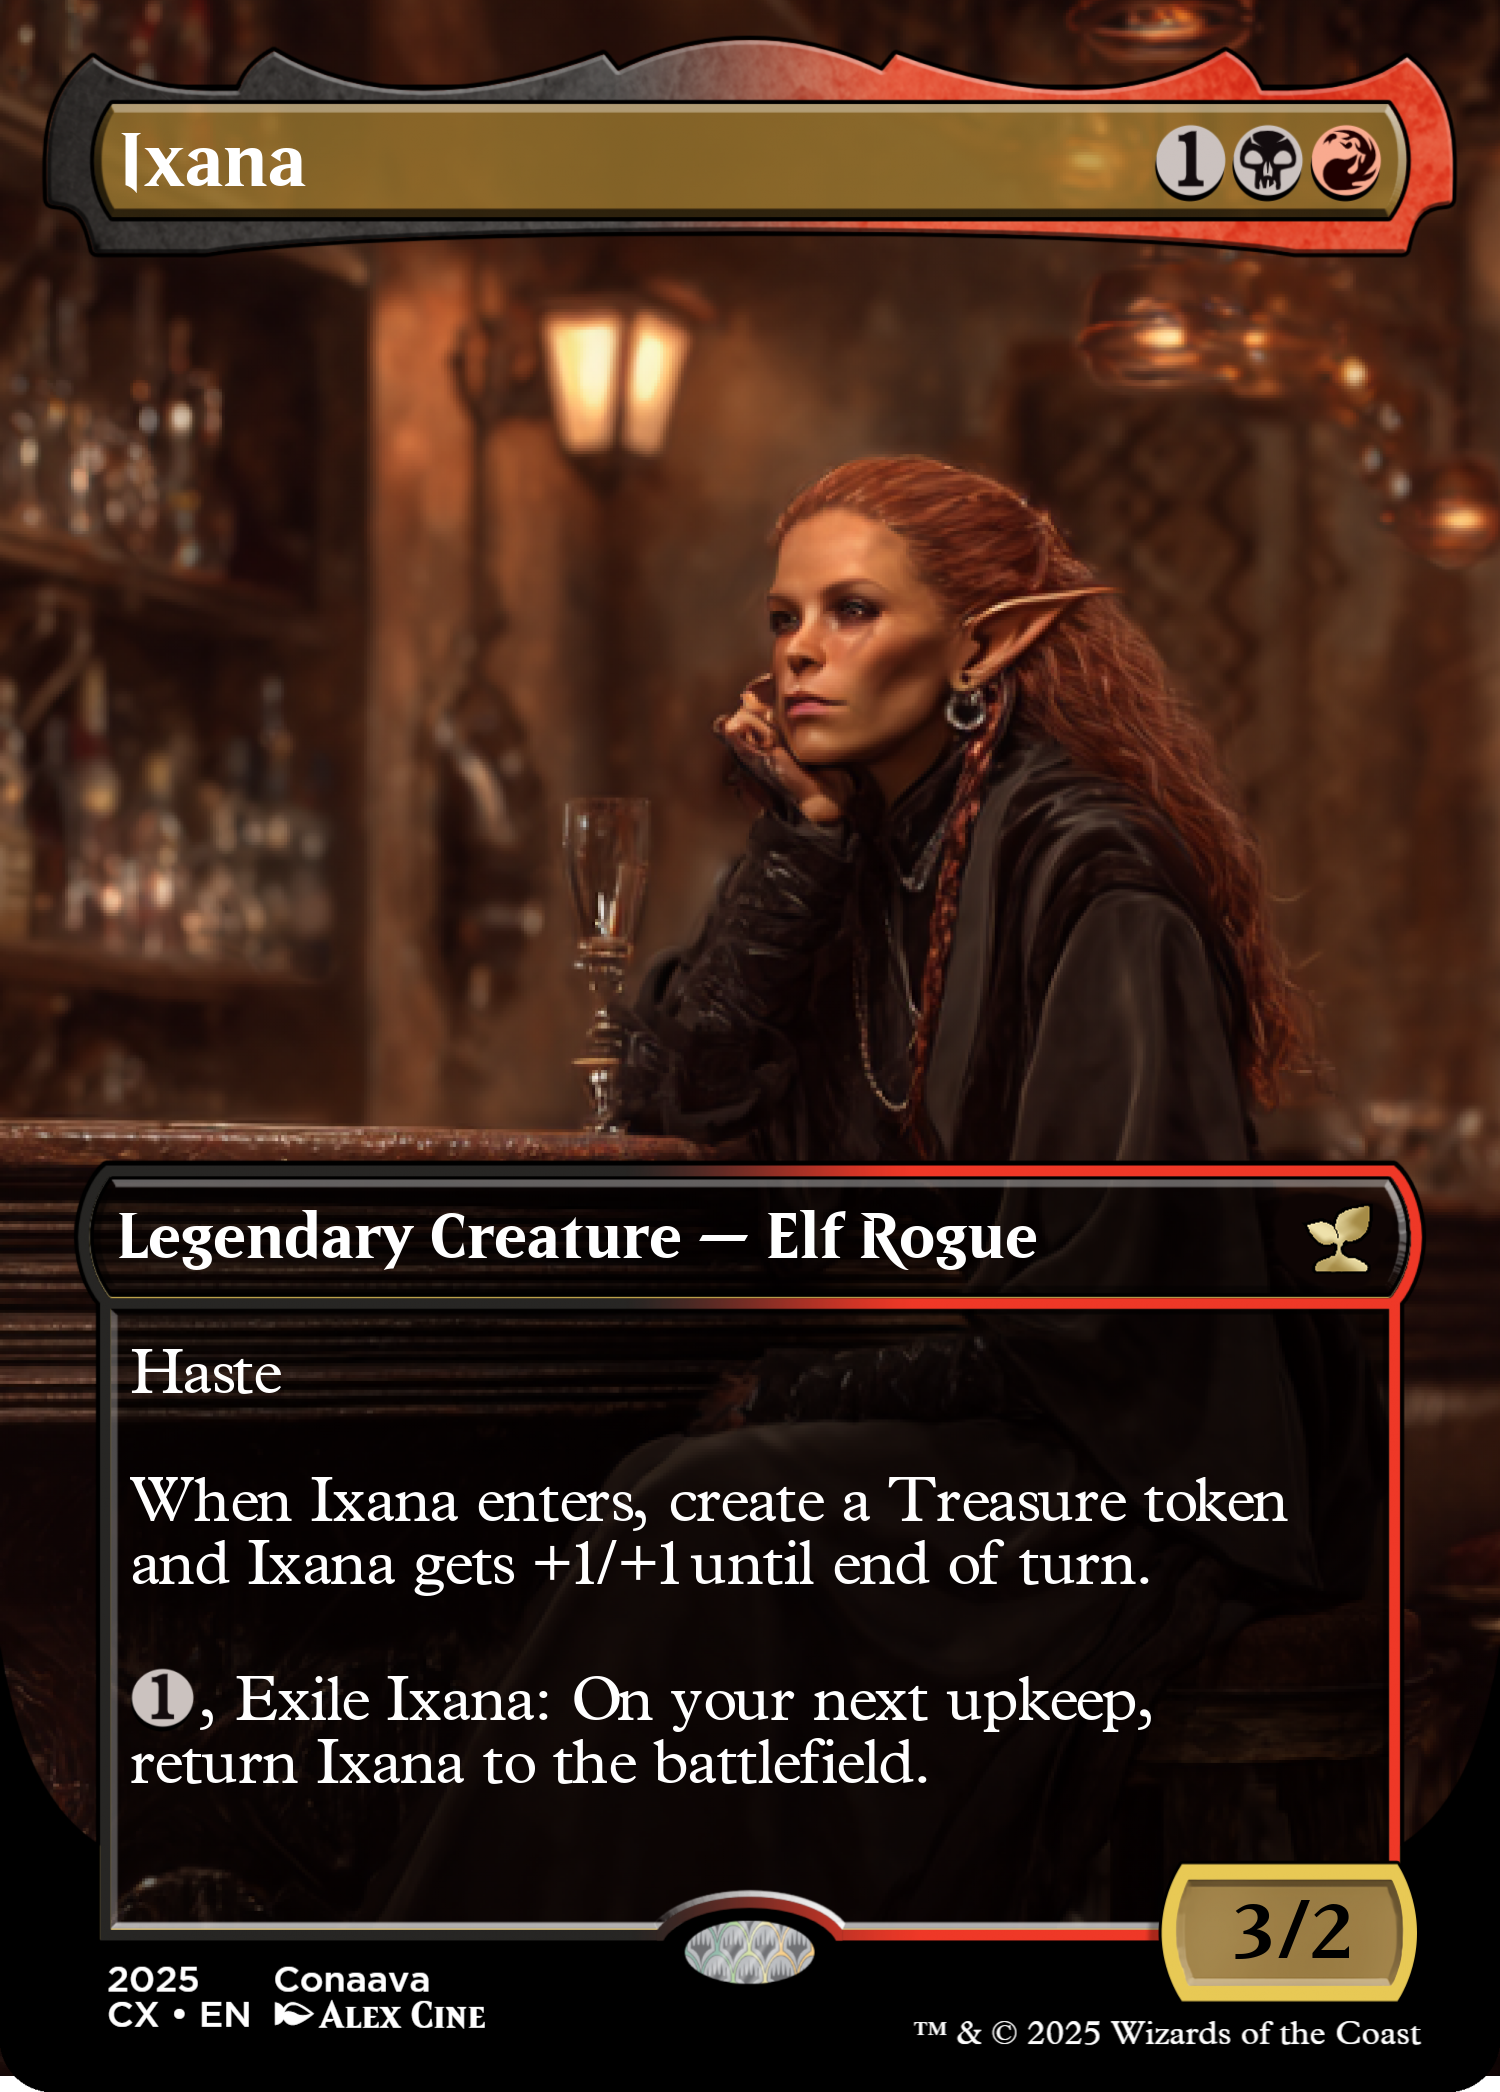 Ixana 1
Legendary Creature — Elf Rogue
Haste
When Ixana enters, create a Treasure token
and Ixana gets +1/+1 until end of turn.
1, Exile Ixana: On your next upkeep,
return Ixana to the battlefield.
3/2
2025 Conaava
CX • EN Alex Cine
™ & © 2025 Wizards of the Coast